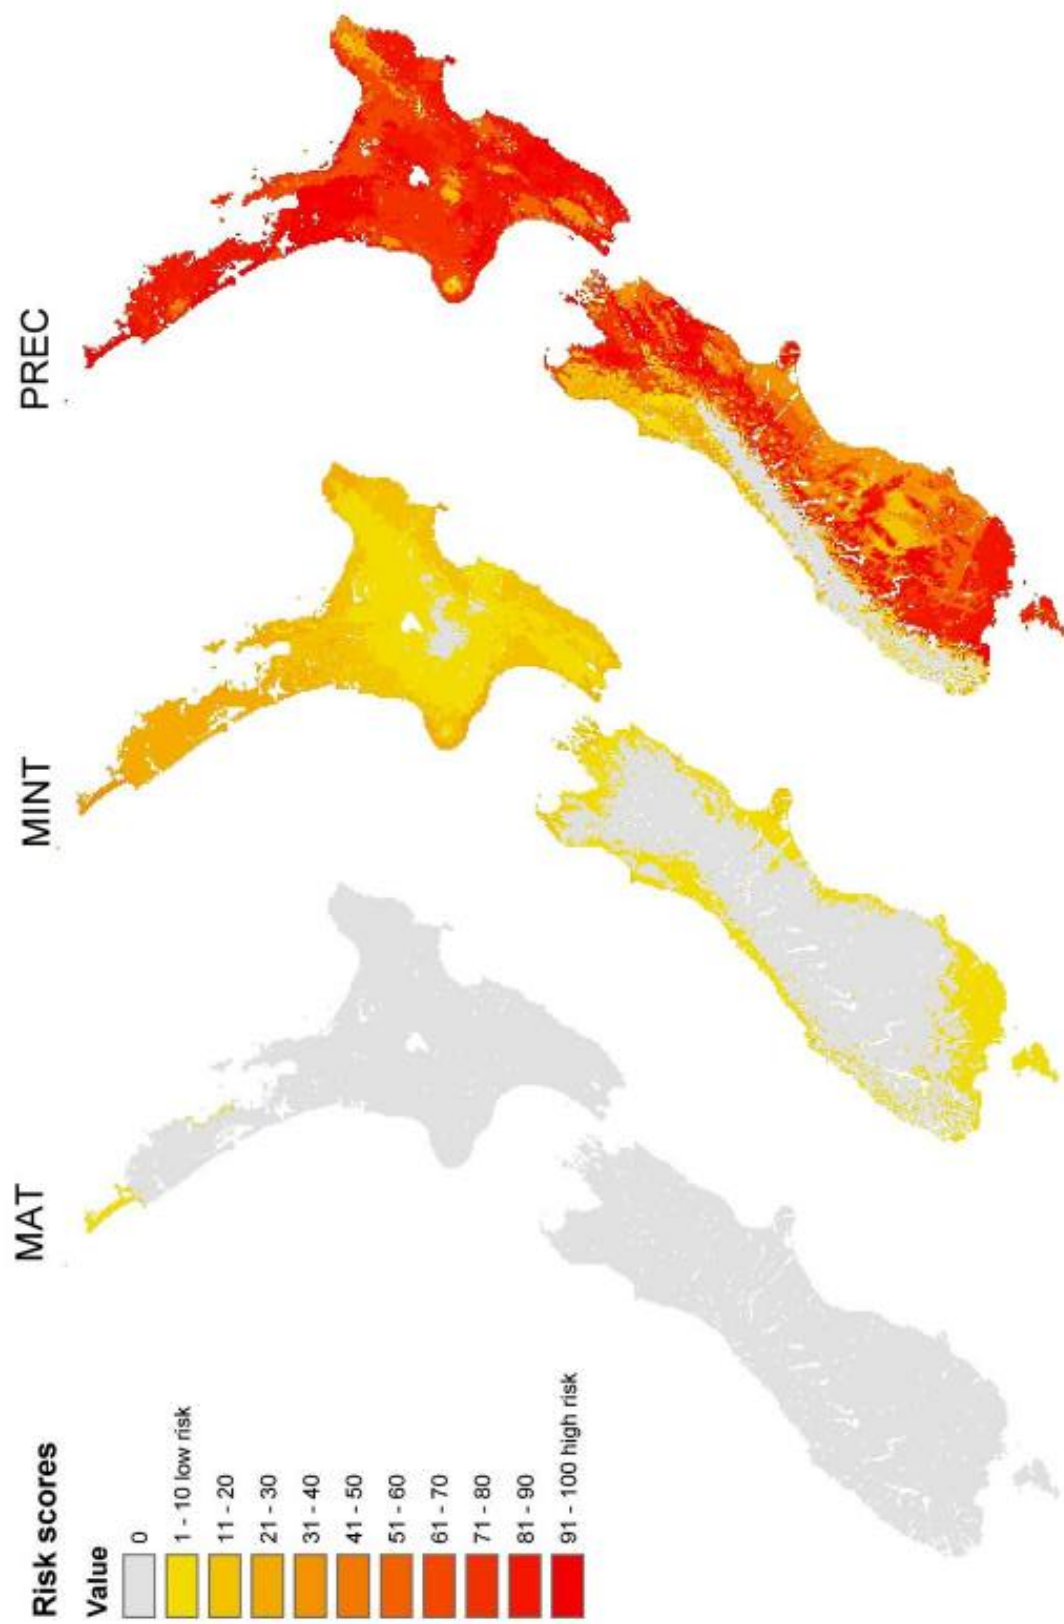 Risk scores
Value
0
1 - 10 low risk
11 - 20
21 - 30
31 - 40
41 - 50
51 - 60
61 - 70
71 - 80
81 - 90
91 - 100 high risk
MAT
MINT
PREC